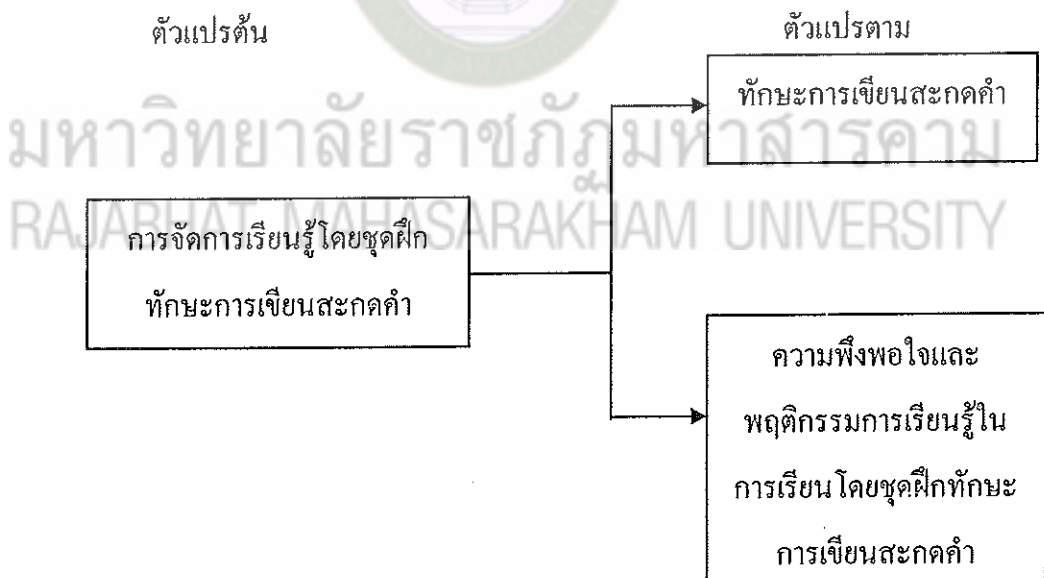 ตัวแปรต้น
ตัวแปรตาม
ทักษะการเขียนสะกดคำ
มหาวิทยาลัยราชภัฏมหาสารคาม
RAJABHAT MAHASARAKHAM UNIVERSITY
การจัดการเรียนรู้โดยชุดฝึก
ทักษะการเขียนสะกดคำ
ความพึงพอใจและ
พฤติกรรมการเรียนรู้ใน
การเรียนโดยชุดฝึกทักษะ
การเขียนสะกดคำ